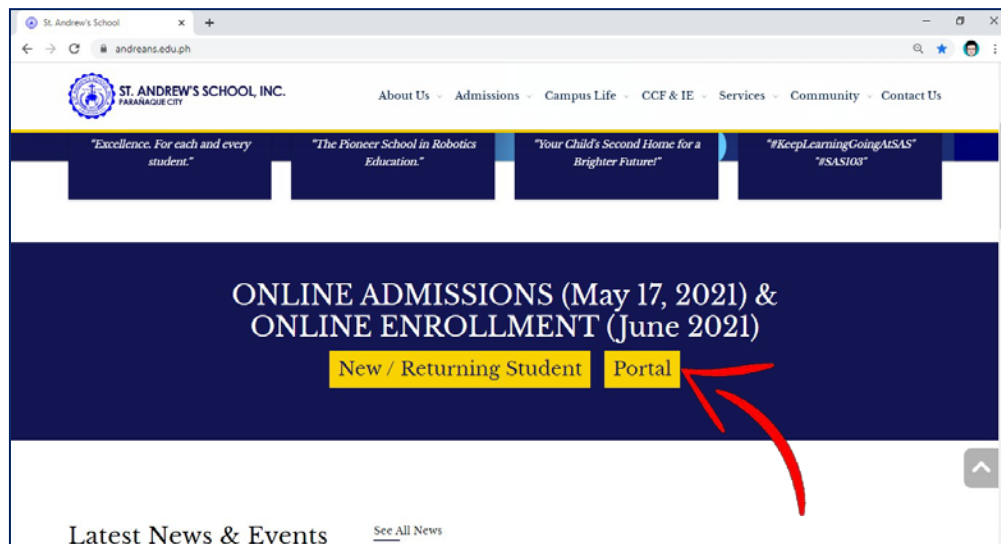 St. Andrew's School
andreans.edu.ph
ST. ANDREW'S SCHOOL, INC.
PARAÑAQUE CITY
About Us Admissions Campus Life CCF & IE Services Community Contact Us
"Excellence. For each and every
student."
"The Pioneer School in Robotics
Education."
"Your Child's Second Home for a
Brighter Future!"
"#KeepLearningGoingAtSAS"
"#SAS103"
ONLINE ADMISSIONS (May 17, 2021) &
ONLINE ENROLLMENT (June 2021)
New / Returning Student
Portal
Latest News & Events
See All News